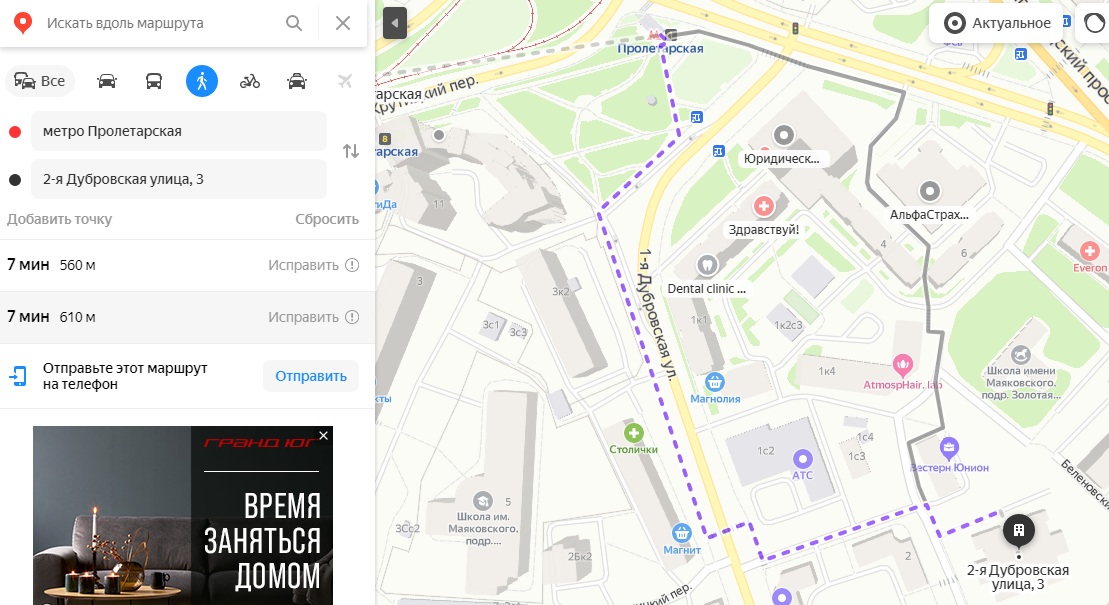 Искать вдоль маршрута
Все
метро Пролетарская
2-я Дубровская улица, 3
Добавить точку
Сбросить
7 мин 560 м
Исправить
7 мин 610 м
Исправить
Отправьте этот маршрут
на телефон
Отправить
ГРАНД ЮГ
ВРЕМЯ
ЗАНЯТЬСЯ
ДОМОМ
Актуальное
Пролетарская
арская
кий пер.
8
арская
Юридическ...
иДа
11
Здравствуй!
АльфаСтрах...
4
6
Everon
Dental clinic ...
1-я Дубровская ул.
3
3к2
3с1
3с3
1к1
1к2с3
1к4
AtmospHair. lab
Школа имени
Маяковского.
подр. Золотая...
Магнолия
кты
Столички
1с2
1с4
1с3
АТС
Вестерн Юнион
Беленовски
5
Школа им.
Маяковского.
подр....
3Сс2
Магнит
2Бк2
2
кий пер.
2-я Дубровская
улица, 3